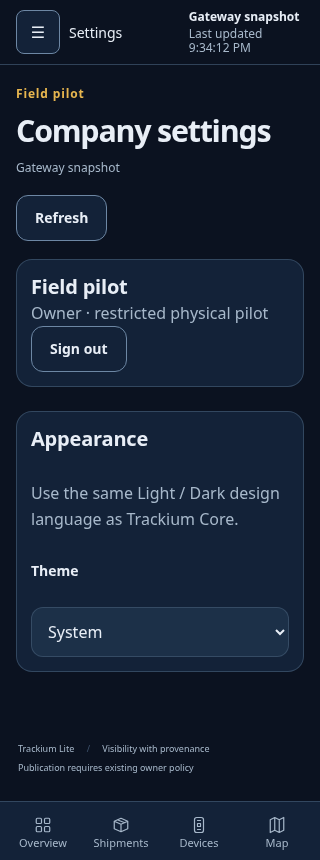 ☰ Settings
Gateway snapshot
Last updated
9:34:12 PM
Field pilot
Company settings
Gateway snapshot
Refresh
Field pilot
Owner · restricted physical pilot
Sign out
Appearance
Use the same Light / Dark design
language as Trackium Core.
Theme
System
Trackium Lite / Visibility with provenance
Publication requires existing owner policy
Overview Shipments Devices Map